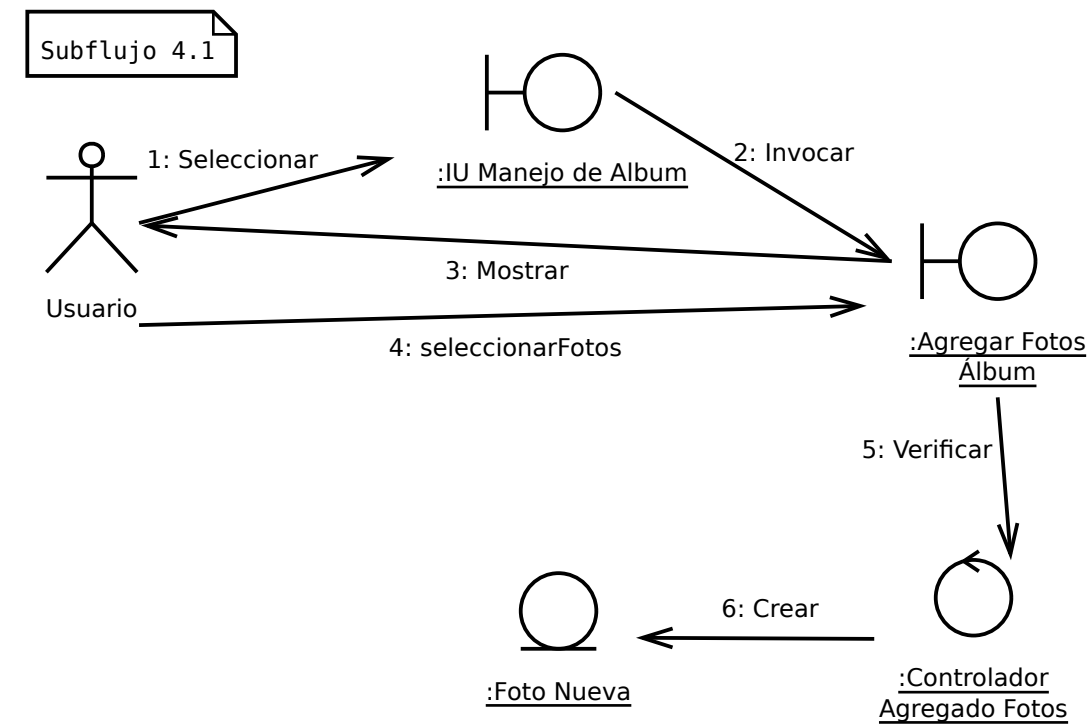 Subflujo 4.1
1: Seleccionar
:IU Manejo de Album
2: Invocar
3: Mostrar
Usuario
4: seleccionarFotos
:Agregar Fotos
Álbum
5: Verificar
6: Crear
:Foto Nueva
:Controlador
Agregado Fotos